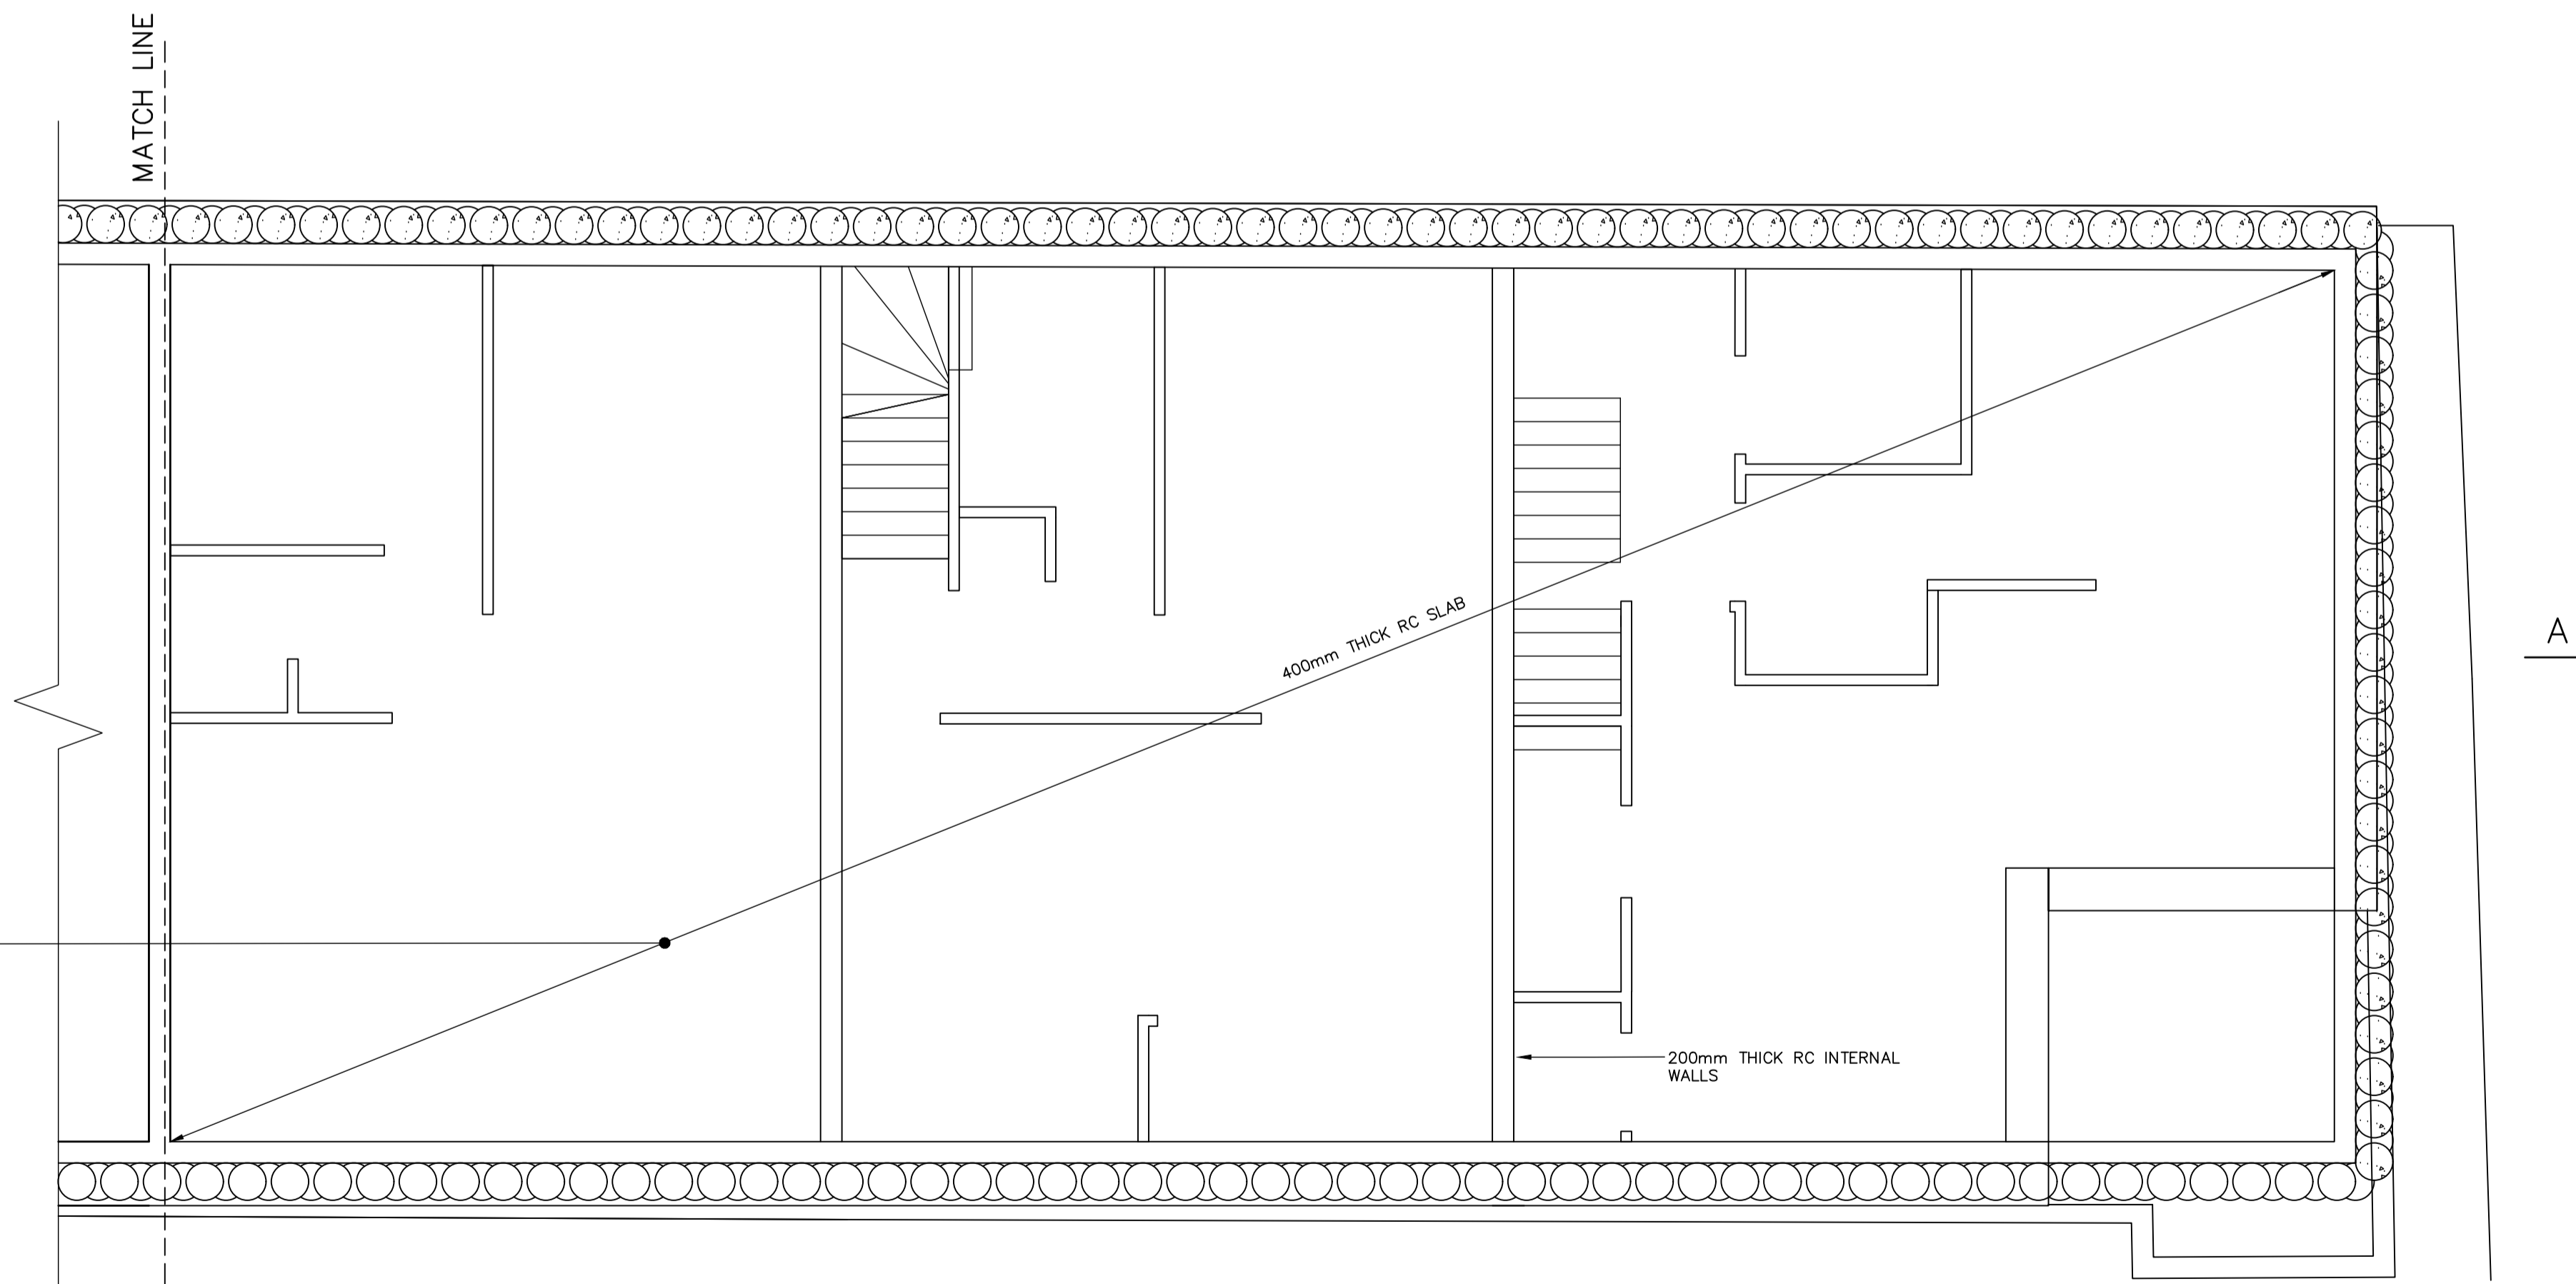 MATCH LINE
A
400mm THICK RC SLAB
200mm THICK RC INTERNAL
WALLS